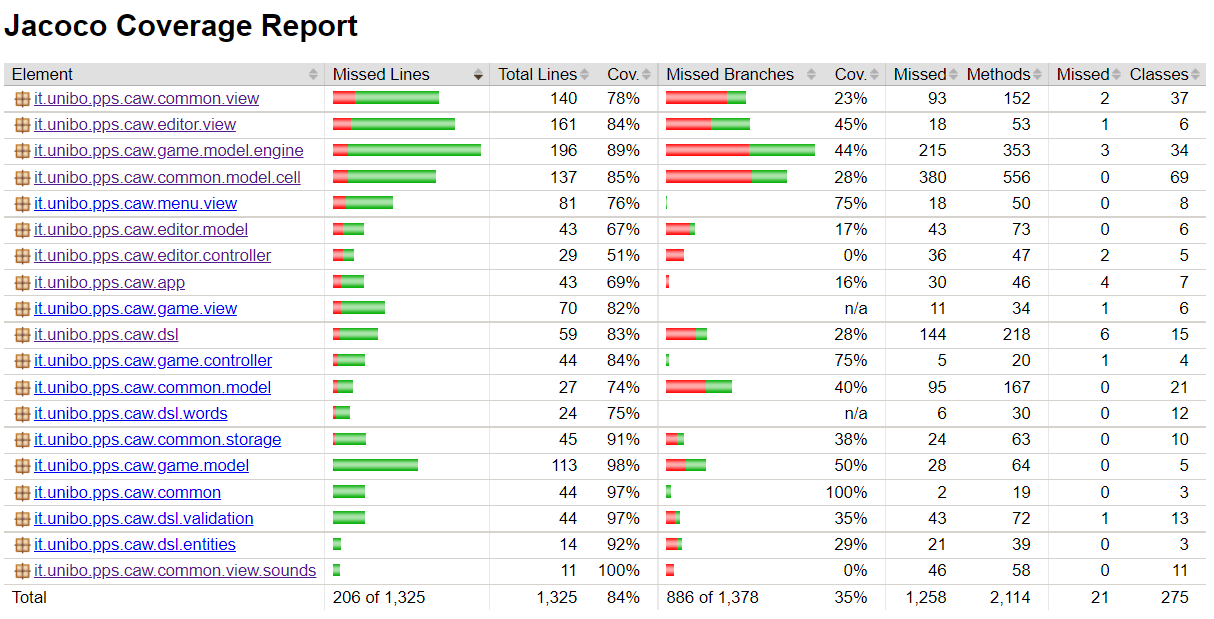 Jacoco Coverage Report
Element Missed Lines Total Lines Cov. Missed Branches Cov. Missed Methods Missed Classes
it.unibo.pps.caw.common.view 140 78% 23% 93 152 2 37
it.unibo.pps.caw.editor.view 161 84% 45% 18 53 1 6
it.unibo.pps.caw.game.model.engine 196 89% 44% 215 353 3 34
it.unibo.pps.caw.common.model.cell 137 85% 28% 380 556 0 69
it.unibo.pps.caw.menu.view 81 76% 75% 18 50 0 8
it.unibo.pps.caw.editor.model 43 67% 17% 43 73 0 6
it.unibo.pps.caw.editor.controller 29 51% 0% 36 47 2 5
it.unibo.pps.caw.app 43 69% 16% 30 46 4 7
it.unibo.pps.caw.game.view 70 82% n/a 11 34 1 6
it.unibo.pps.caw.dsl 59 83% 28% 144 218 6 15
it.unibo.pps.caw.game.controller 44 84% 75% 5 20 1 4
it.unibo.pps.caw.common.model 27 74% 40% 95 167 0 21
it.unibo.pps.caw.dsl.words 24 75% n/a 6 30 0 12
it.unibo.pps.caw.common.storage 45 91% 38% 24 63 0 10
it.unibo.pps.caw.game.model 113 98% 50% 28 64 0 5
it.unibo.pps.caw.common 44 97% 100% 2 19 0 3
it.unibo.pps.caw.dsl.validation 44 97% 35% 43 72 1 13
it.unibo.pps.caw.dsl.entities 14 92% 29% 21 39 0 3
it.unibo.pps.caw.common.view.sounds 11 100% 0% 46 58 0 11
Total 206 of 1,325 1,325 84% 886 of 1,378 35% 1,258 2,114 21 275